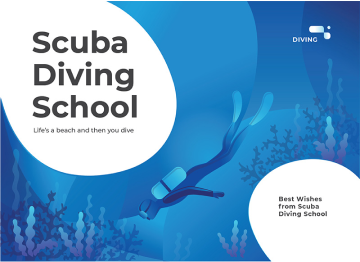 Scuba
Diving
School
Life's a beach and then you dive
DIVING
Best Wishes
from Scuba
Diving School